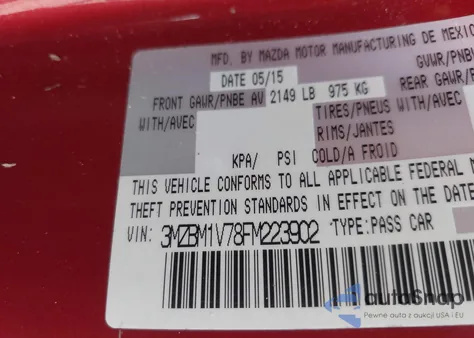 MFD. BY MAZDA MOTOR MANUFACTURING DE MEXICO
DATE 05/15
GVWR/PNBV
FRONT GAWR/PNBE AV 2149 LB 975 KG
REAR GAWR/PNBE
WITH/AVEC
TIRES/PNEUS WITH/AVEC
RIMS/JANTES
KPA/ PSI COLD/A FROID
THIS VEHICLE CONFORMS TO ALL APPLICABLE FEDERAL
THEFT PREVENTION STANDARDS IN EFFECT ON THE DATE
VIN: 3MZBM1V78FM223902 TYPE:PASS CAR
autoSnap
Pewne auta z aukcji USA i EU